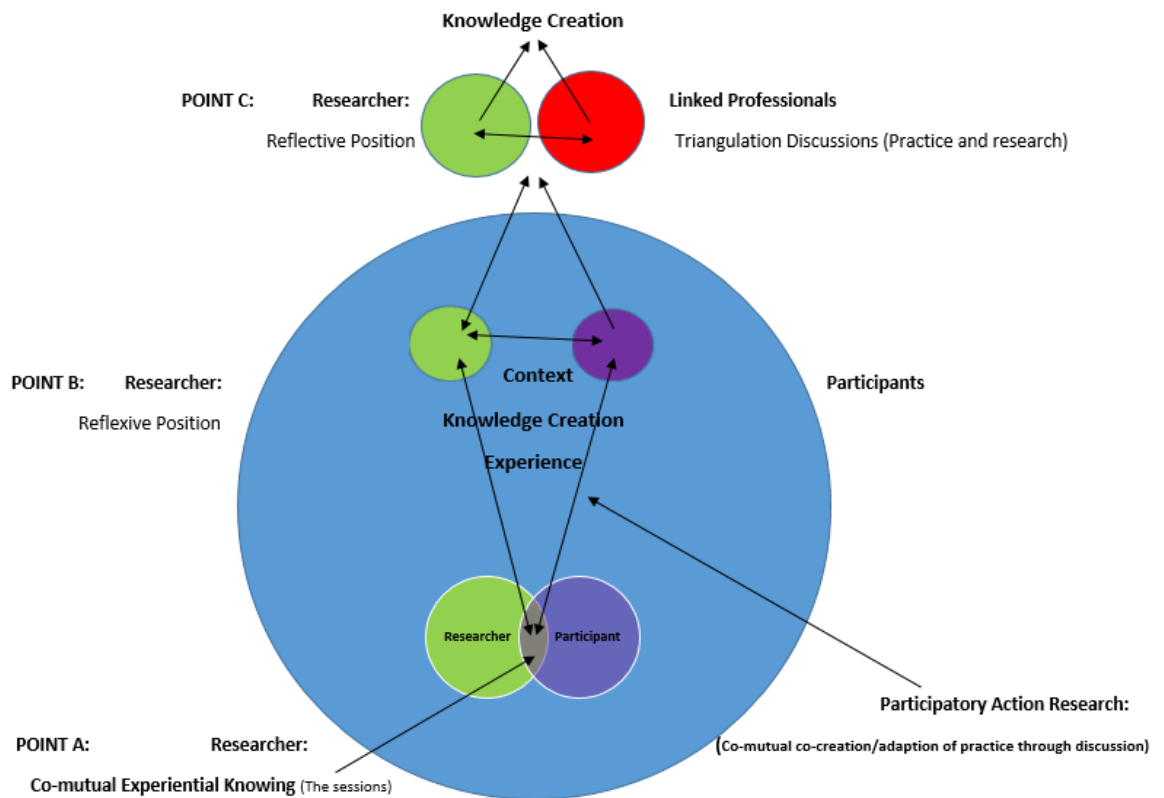 Knowledge Creation
POINT C: Researcher: Linked Professionals
Reflective Position Triangulation Discussions (Practice and research)
POINT B: Researcher: Context Participants
Reflexive Position Knowledge Creation
Experience
Researcher Participant
Participatory Action Research:
POINT A: Researcher: (Co-mutual co-creation/adaption of practice through discussion)
Co-mutual Experiential Knowing (The sessions)